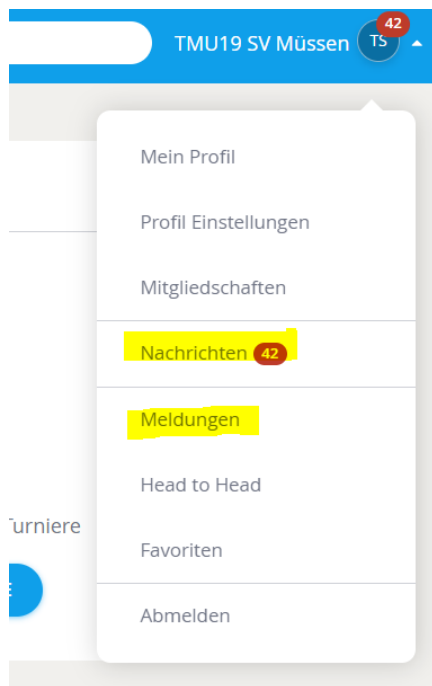 42
TMU19 SV Müssen TS
Mein Profil
Profil Einstellungen
Mitgliedschaften
Nachrichten 42
Meldungen
Head to Head
Turniere
Favoriten
Abmelden